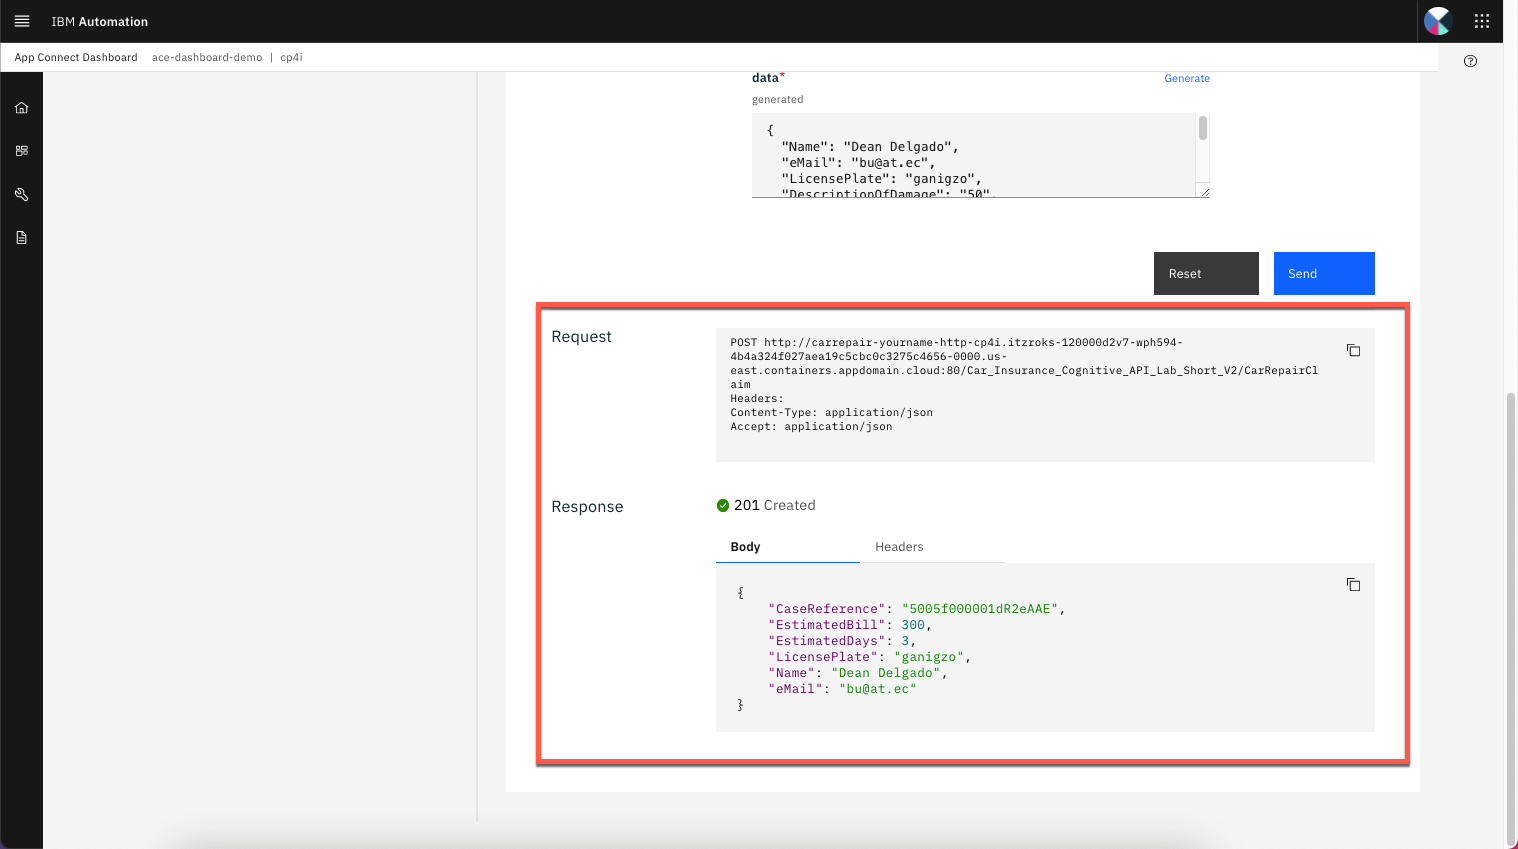 IBM Automation
App Connect Dashboard ace-dashboard-demo | cp4i
data*
Generate
generated
{
"Name": "Dean Delgado",
"eMail": "bu@at.ec",
"LicensePlate": "ganigzo",
"DescriptionOfDamage": "50",
Reset
Send
Request
POST http://carrepair-yourname-http-cp4i.itzroks-120000d2v7-wph594-
4b4a324f027aea19c5cbc0c3275c4656-0000.us-
east.containers.appdomain.cloud:80/Car_Insurance_Cognitive_API_Lab_Short_V2/CarRepairCl
aim
Headers:
Content-Type: application/json
Accept: application/json
Response
201 Created
Body
Headers
{
"CaseReference": "5005f000001dR2eAAE",
"EstimatedBill": 300,
"EstimatedDays": 3,
"LicensePlate": "ganigzo",
"Name": "Dean Delgado",
"eMail": "bu@at.ec"
}